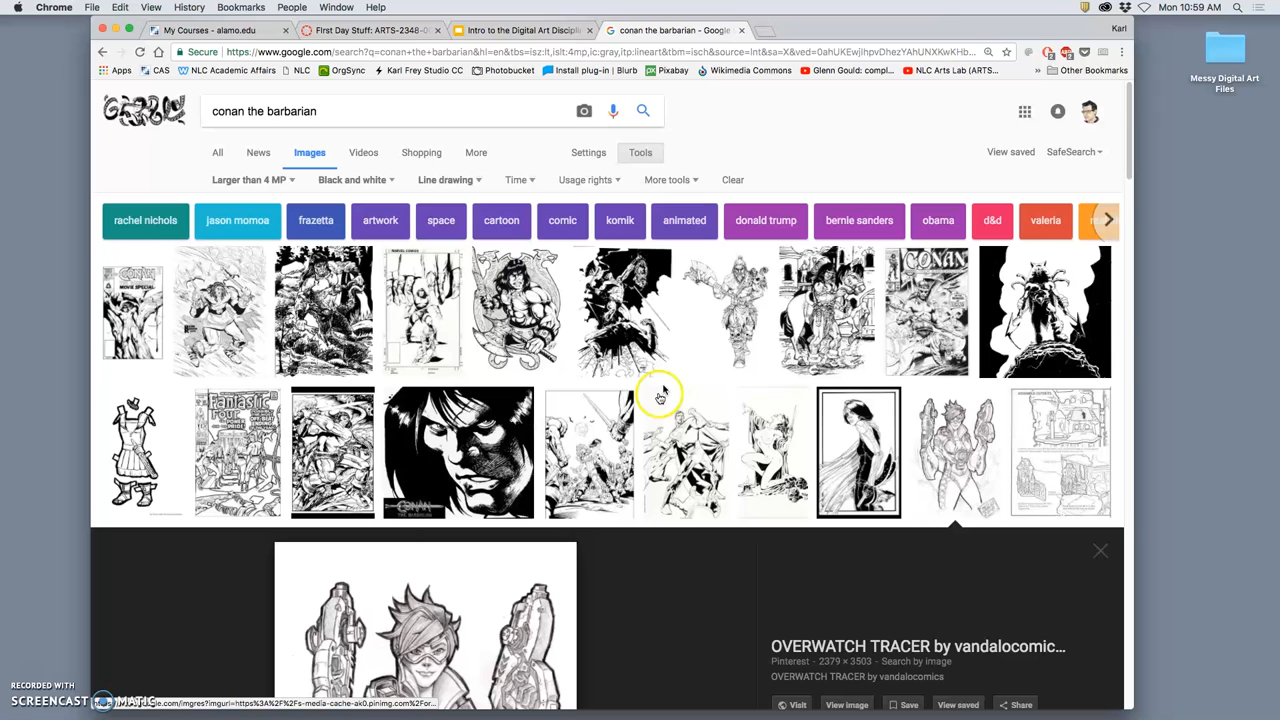 Chrome File Edit View History Bookmarks People Window Help
Mon 10:59 AM
My Courses - alamo.edu
First Day Stuff: ARTS-2348-0
Intro to the Digital Art Discipli
conan the barbarian - Google
Karl
Secure https://www.google.com/search?q=conan+the+barbarian&hl=en&tbs=isz:lt,islt:4mp,ic:gray,itp:lineart&tbm=isch&source=lnt&sa=X&ved=0ahUKEwjIhpvDhezYAhUNXKwKHb...
Apps CAS NLC Academic Affairs NLC OrgSync Karl Frey Studio CC Photobucket Install plug-in | Blurb Pixabay Wikimedia Commons Glenn Gould: compl... NLC Arts Lab (ARTS... » Other Bookmarks
Messy Digital Art
Files
conan the barbarian
All News Images Videos Shopping More Settings Tools View saved SafeSearch
Larger than 4 MP Black and white Line drawing Time Usage rights More tools Clear
rachel nichols jason momoa frazetta artwork space cartoon comic komik animated donald trump bernie sanders obama d&d valeria
CONAN
MOVIE SPECIAL
CONAN
Fantastic
FOUR
CONAN
THE BARBARIAN
OVERWATCH TRACER by vandalocomic...
Pinterest - 2379 × 3503 - Search by image
OVERWATCH TRACER by vandalocomics
Visit View image Save View saved Share
RECORDED WITH
SCREENCAST MATIC